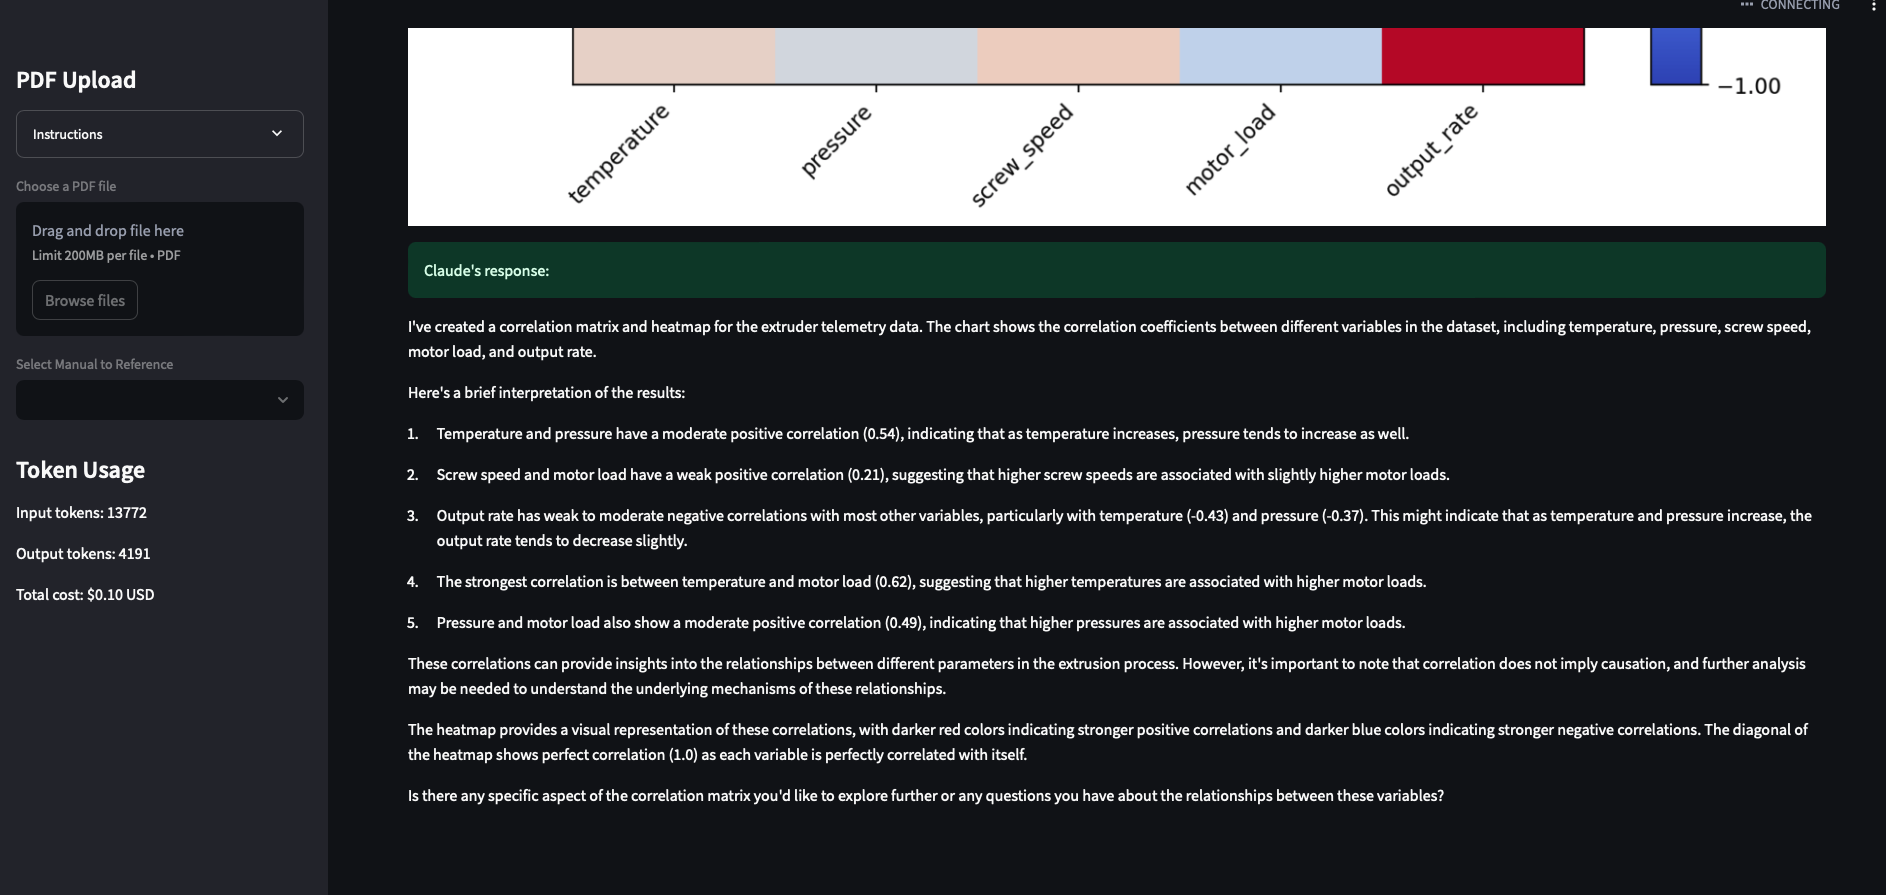 CONNECTING
PDF Upload
Instructions
Choose a PDF file
Drag and drop file here
Limit 200MB per file • PDF
Browse files
Select Manual to Reference
Token Usage
Input tokens: 13772
Output tokens: 4191
Total cost: $0.10 USD
−1.00
temperature
pressure
screw_speed
motor_load
output_rate
Claude's response:
I've created a correlation matrix and heatmap for the extruder telemetry data. The chart shows the correlation coefficients between different variables in the dataset, including temperature, pressure, screw speed,
motor load, and output rate.
Here's a brief interpretation of the results:
1. Temperature and pressure have a moderate positive correlation (0.54), indicating that as temperature increases, pressure tends to increase as well.
2. Screw speed and motor load have a weak positive correlation (0.21), suggesting that higher screw speeds are associated with slightly higher motor loads.
3. Output rate has weak to moderate negative correlations with most other variables, particularly with temperature (-0.43) and pressure (-0.37). This might indicate that as temperature and pressure increase, the
output rate tends to decrease slightly.
4. The strongest correlation is between temperature and motor load (0.62), suggesting that higher temperatures are associated with higher motor loads.
5. Pressure and motor load also show a moderate positive correlation (0.49), indicating that higher pressures are associated with higher motor loads.
These correlations can provide insights into the relationships between different parameters in the extrusion process. However, it's important to note that correlation does not imply causation, and further analysis
may be needed to understand the underlying mechanisms of these relationships.
The heatmap provides a visual representation of these correlations, with darker red colors indicating stronger positive correlations and darker blue colors indicating stronger negative correlations. The diagonal of
the heatmap shows perfect correlation (1.0) as each variable is perfectly correlated with itself.
Is there any specific aspect of the correlation matrix you'd like to explore further or any questions you have about the relationships between these variables?